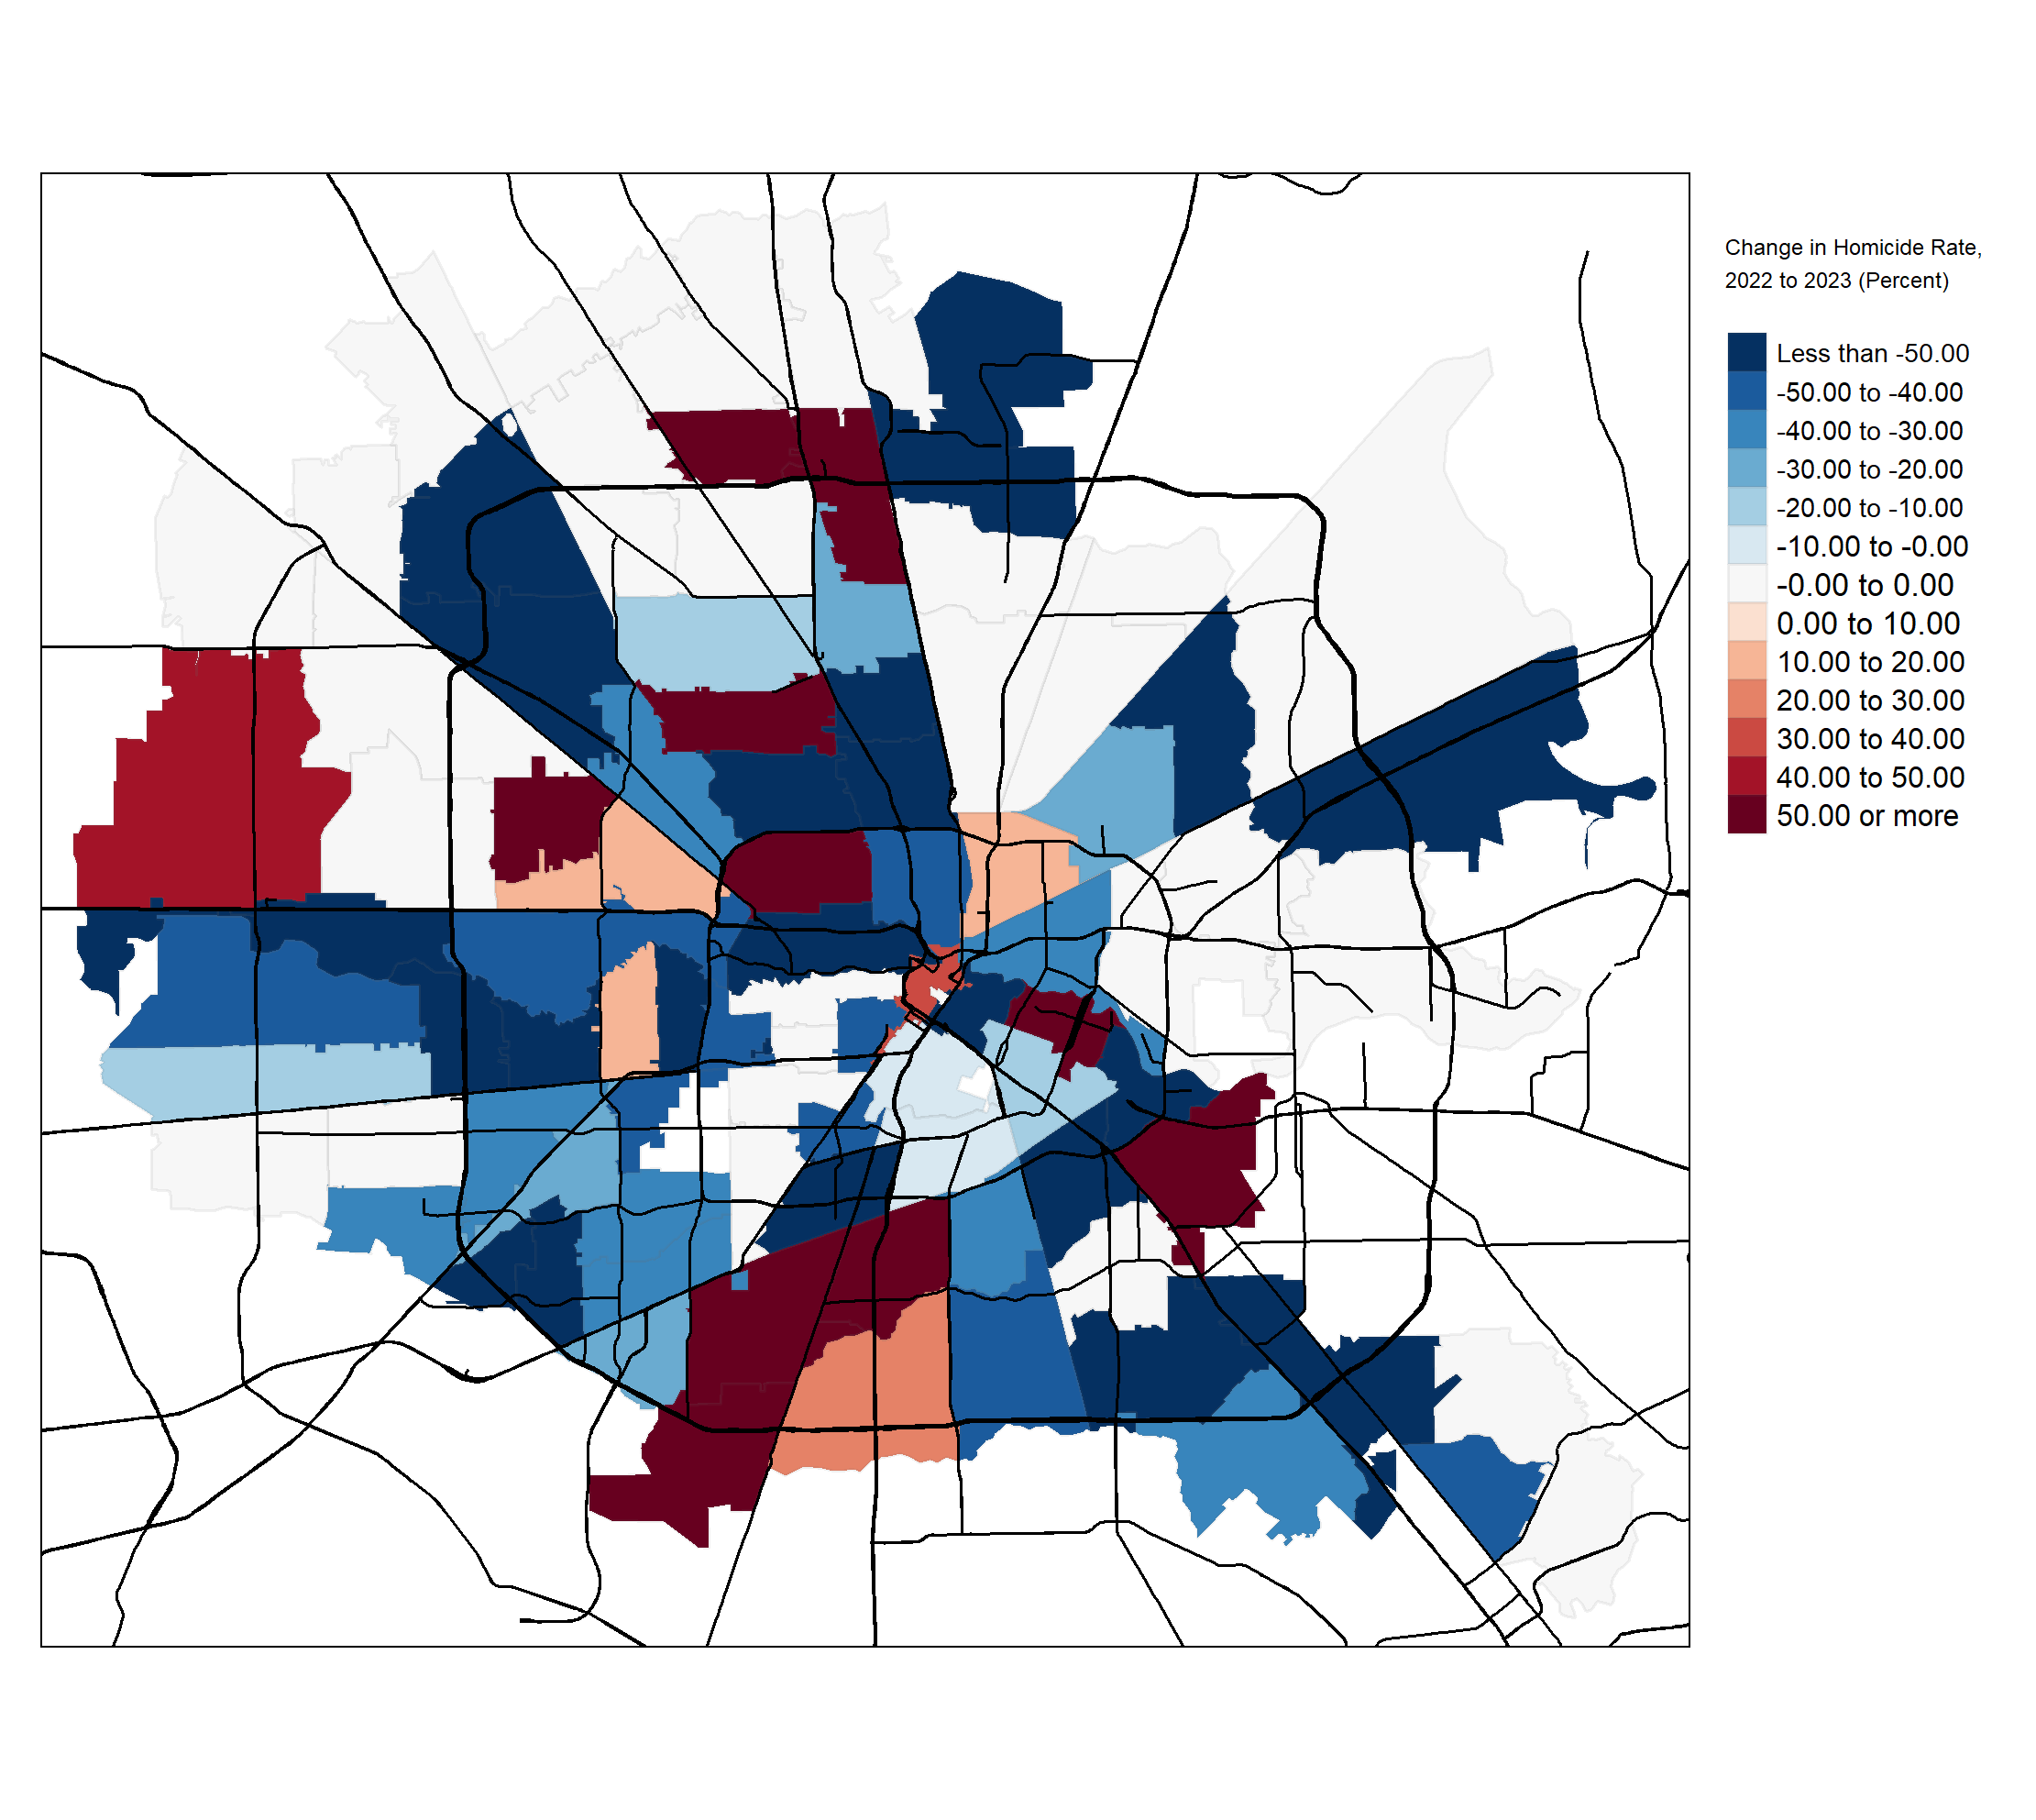 Change in Homicide Rate,
2022 to 2023 (Percent)
Less than -50.00
-50.00 to -40.00
-40.00 to -30.00
-30.00 to -20.00
-20.00 to -10.00
-10.00 to -0.00
-0.00 to 0.00
0.00 to 10.00
10.00 to 20.00
20.00 to 30.00
30.00 to 40.00
40.00 to 50.00
50.00 or more